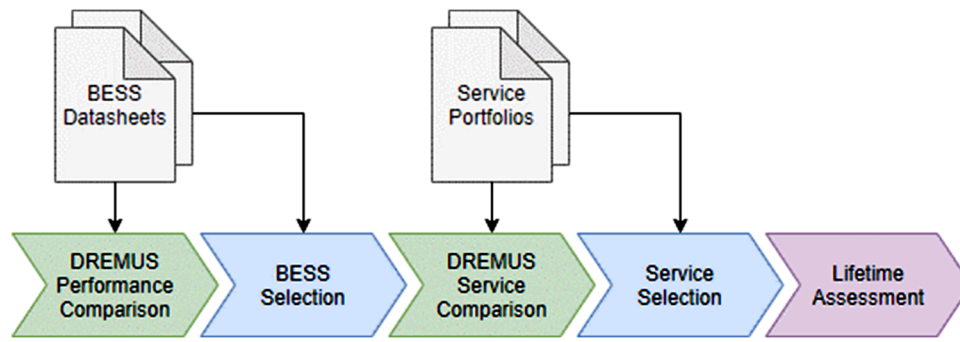 BESS
Datasheets
Service
Portfolios
DREMUS
Performance
Comparison
BESS
Selection
DREMUS
Service
Comparison
Service
Selection
Lifetime
Assessment